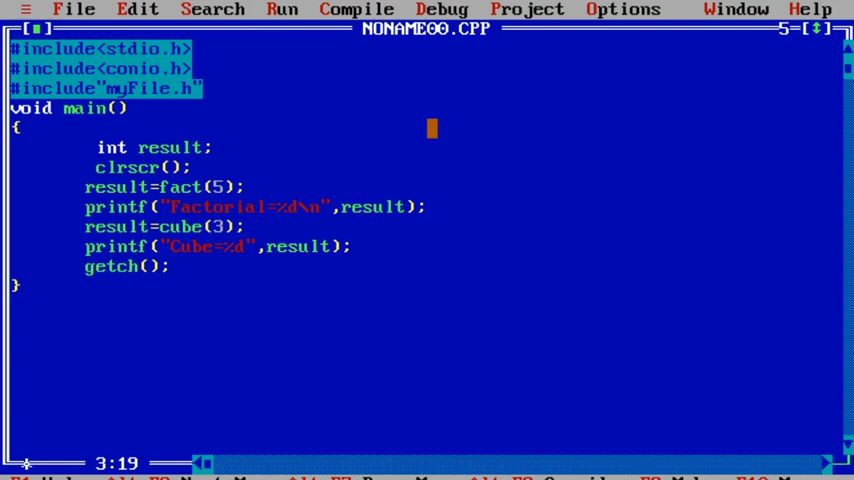 ≡ File Edit Search Run Compile Debug Project Options Window Help
[■] NONAME00.CPP 5=[↕]
#include<stdio.h>
#include<conio.h>
#include"myFile.h"
void main()
{
int result;
clrscr();
result=fact(5);
printf("Factorial=%d\n",result);
result=cube(3);
printf("Cube=%d",result);
getch();
}
3:19